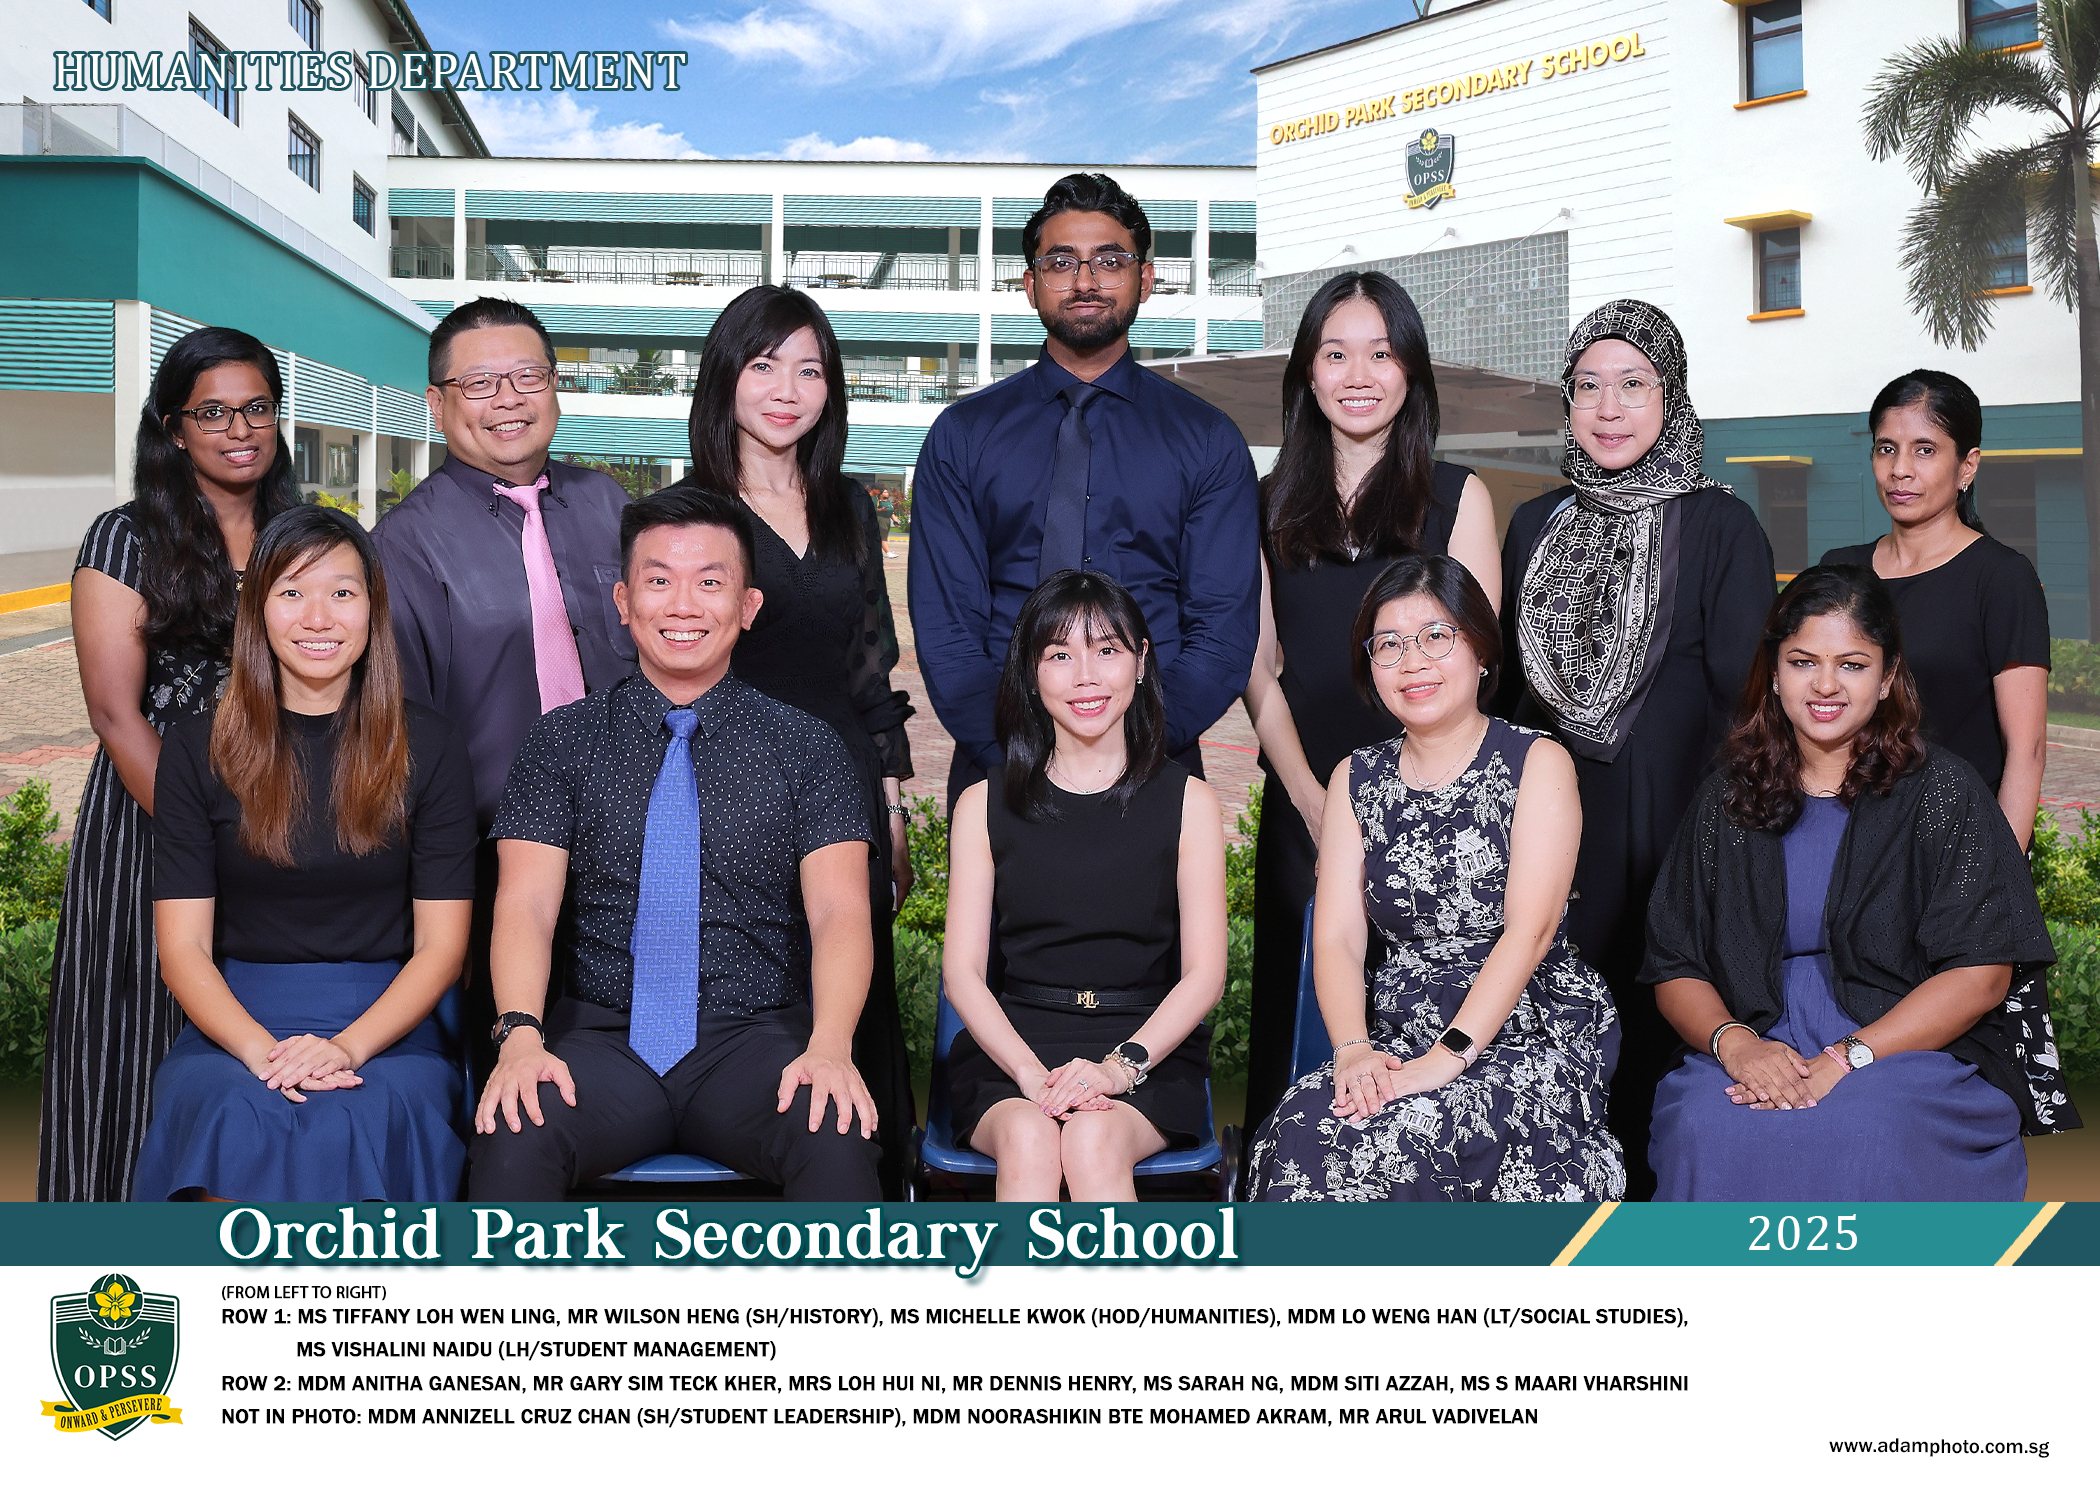 HUMANITIES DEPARTMENT
ORCHID PARK SECONDARY SCHOOL
OPSS
RLL
Orchid Park Secondary School
2025
OPSS
ONWARD & PERSEVERE
(FROM LEFT TO RIGHT)
ROW 1: MS TIFFANY LOH WEN LING, MR WILSON HENG (SH/HISTORY), MS MICHELLE KWOK (HOD/HUMANITIES), MDM LO WENG HAN (LT/SOCIAL STUDIES),
MS VISHALINI NAIDU (LH/STUDENT MANAGEMENT)
ROW 2: MDM ANITHA GANESAN, MR GARY SIM TECK KHER, MRS LOH HUI NI, MR DENNIS HENRY, MS SARAH NG, MDM SITI AZZAH, MS S MAARI VHARSHINI
NOT IN PHOTO: MDM ANNIZELL CRUZ CHAN (SH/STUDENT LEADERSHIP), MDM NOORASHIKIN BTE MOHAMED AKRAM, MR ARUL VADIVELAN
www.adamphoto.com.sg